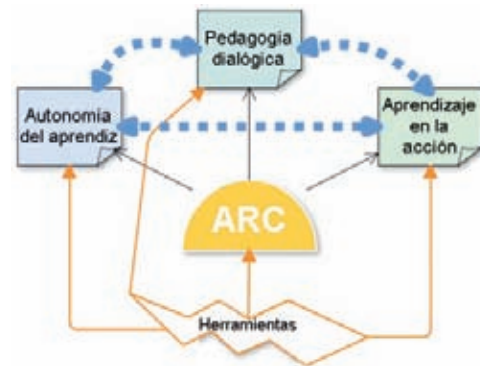 Pedagogía
dialógica
Autonomía
del aprendiz
Aprendizaje
en la
acción
ARC
Herramientas